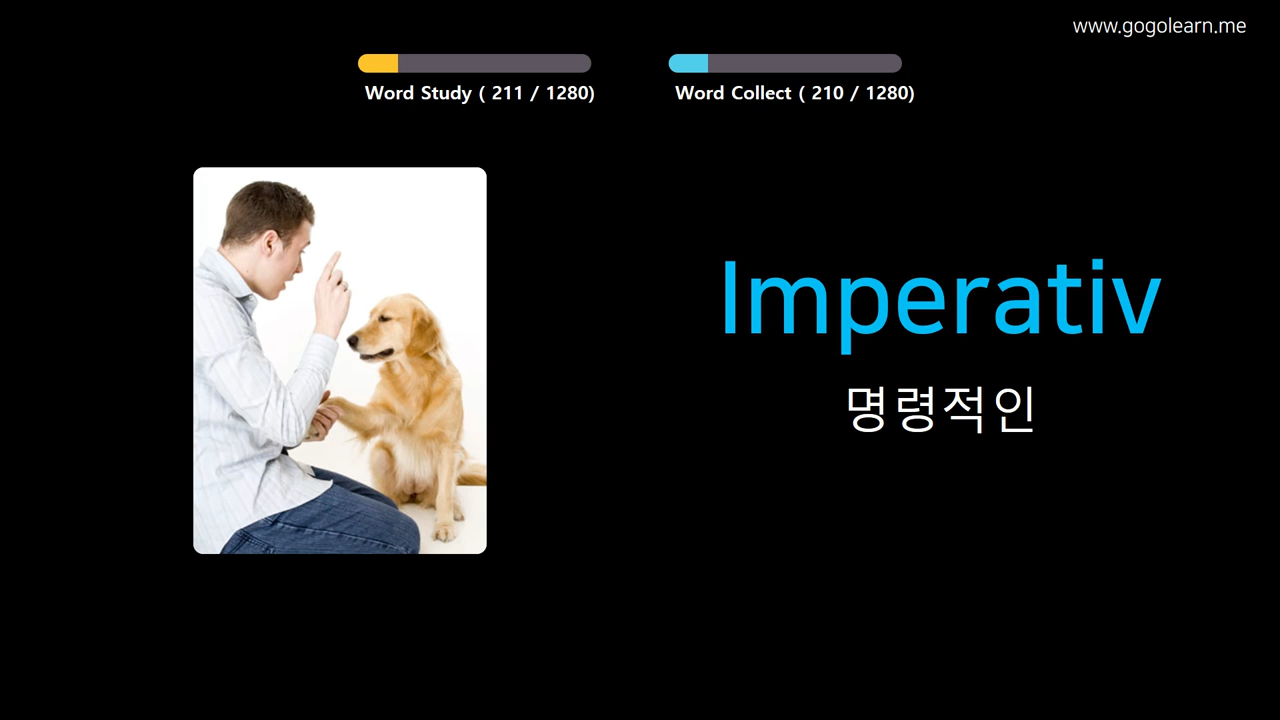 www.gogolearn.me
Word Study ( 211 / 1280)
Word Collect ( 210 / 1280)
Imperativ
명령적인